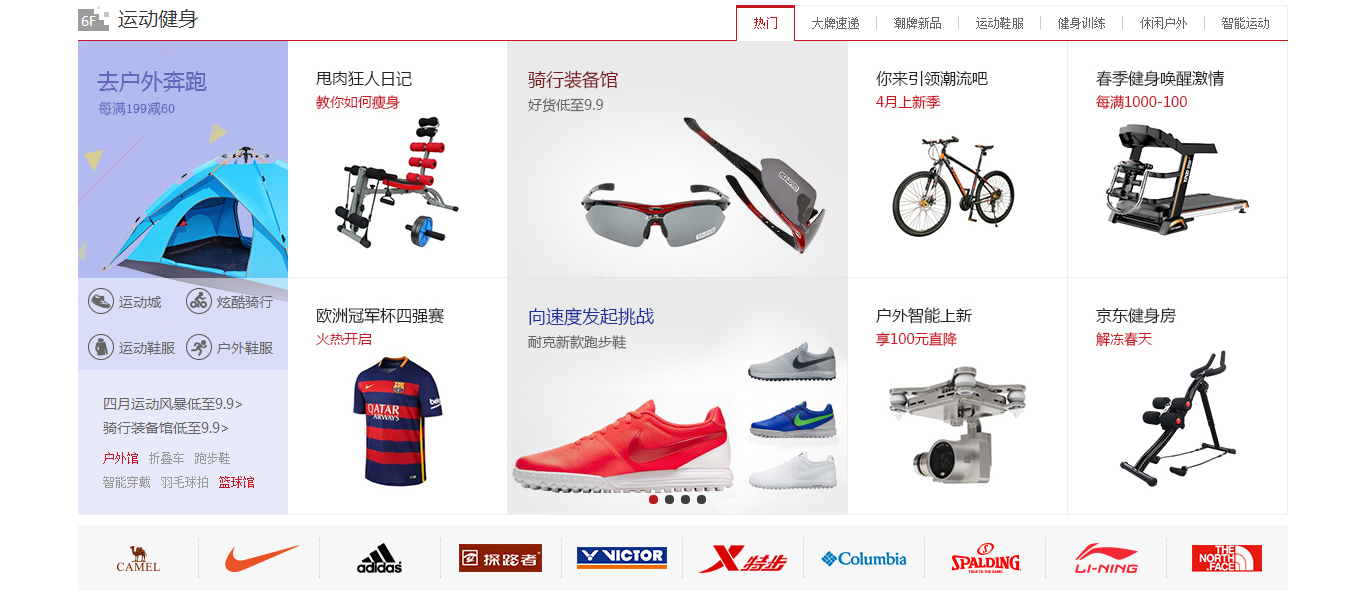 6F 运动健身
热门 大牌速递 潮牌新品 运动鞋服 健身训练 休闲户外 智能运动
去户外奔跑
每满199减60
运动城 炫酷骑行
运动鞋服 户外鞋服
四月运动风暴低至9.9>
骑行装备馆低至9.9>
户外馆 折叠车 跑步鞋
智能穿戴 羽毛球拍 篮球馆
甩肉狂人日记
教你如何瘦身
骑行装备馆
好货低至9.9
你来引领潮流吧
4月上新季
春季健身唤醒激情
每满1000-100
欧洲冠军杯四强赛
火热开启
QATAR
AIRWAYS
向速度发起挑战
耐克新款跑步鞋
户外智能上新
享100元直降
京东健身房
解冻春天
CAMEL
adidas
探路者
VICTOR
X特步
Columbia
SPALDING
TRUE TO THE GAME
LI-NING
THE
NORTH
FACE